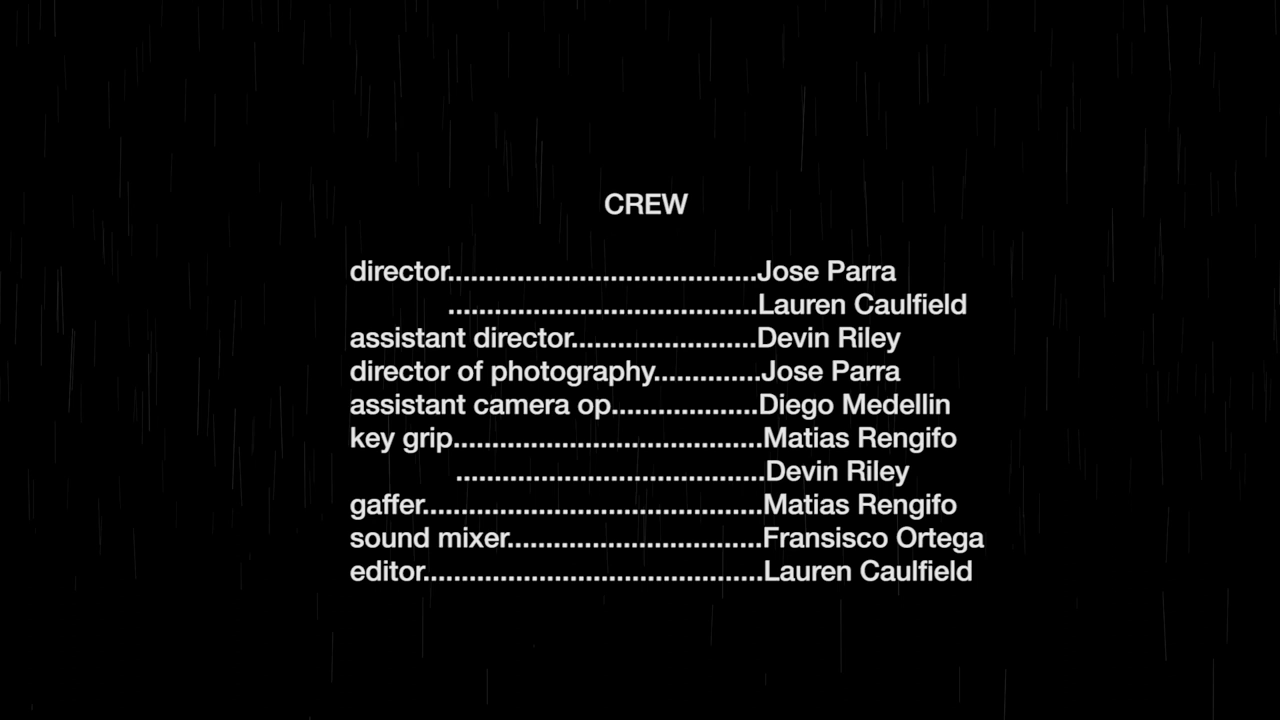 CREW
director........................................Jose Parra
........................................Lauren Caulfield
assistant director........................Devin Riley
director of photography..............Jose Parra
assistant camera op...................Diego Medellin
key grip........................................Matias Rengifo
........................................Devin Riley
gaffer............................................Matias Rengifo
sound mixer.................................Fransisco Ortega
editor............................................Lauren Caulfield